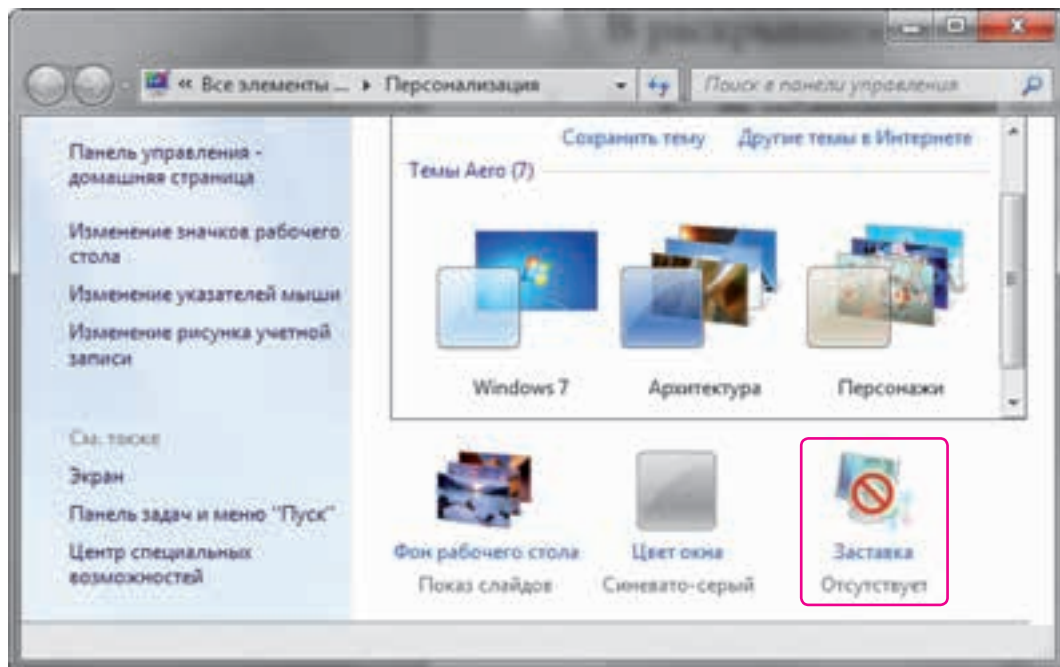 « Все элементы ... ▸ Персонализация
Поиск в панели управления
Панель управления -
домашняя страница
Изменение значков рабочего
стола
Изменение указателей мыши
Изменение рисунка учетной
записи
См. также
Экран
Панель задач и меню "Пуск"
Центр специальных
возможностей
Сохранить тему Другие темы в Интернете
Темы Aero (7)
Windows 7 Архитектура Персонажи
Фон рабочего стола Цвет окна Заставка
Показ слайдов Синевато-серый Отсутствует